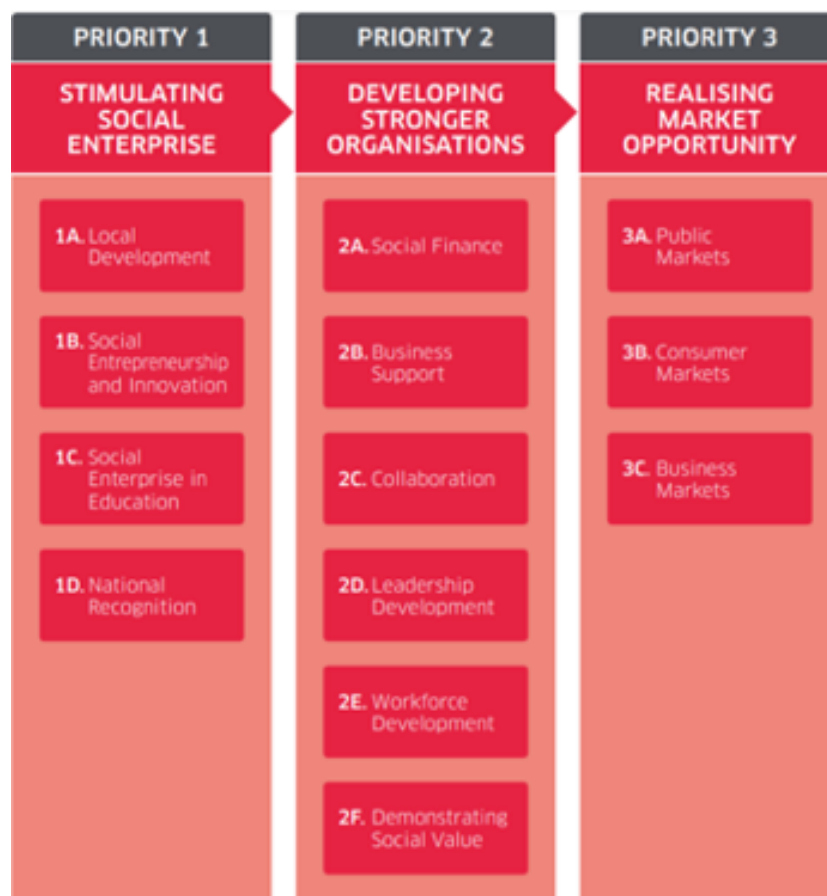 PRIORITY 1
STIMULATING
SOCIAL
ENTERPRISE
1A. Local
Development
1B. Social
Entrepreneurship
and Innovation
1C. Social
Enterprise in
Education
1D. National
Recognition
PRIORITY 2
DEVELOPING
STRONGER
ORGANISATIONS
2A. Social Finance
2B. Business
Support
2C. Collaboration
2D. Leadership
Development
2E. Workforce
Development
2F. Demonstrating
Social Value
PRIORITY 3
REALISING
MARKET
OPPORTUNITY
3A. Public
Markets
3B. Consumer
Markets
3C. Business
Markets